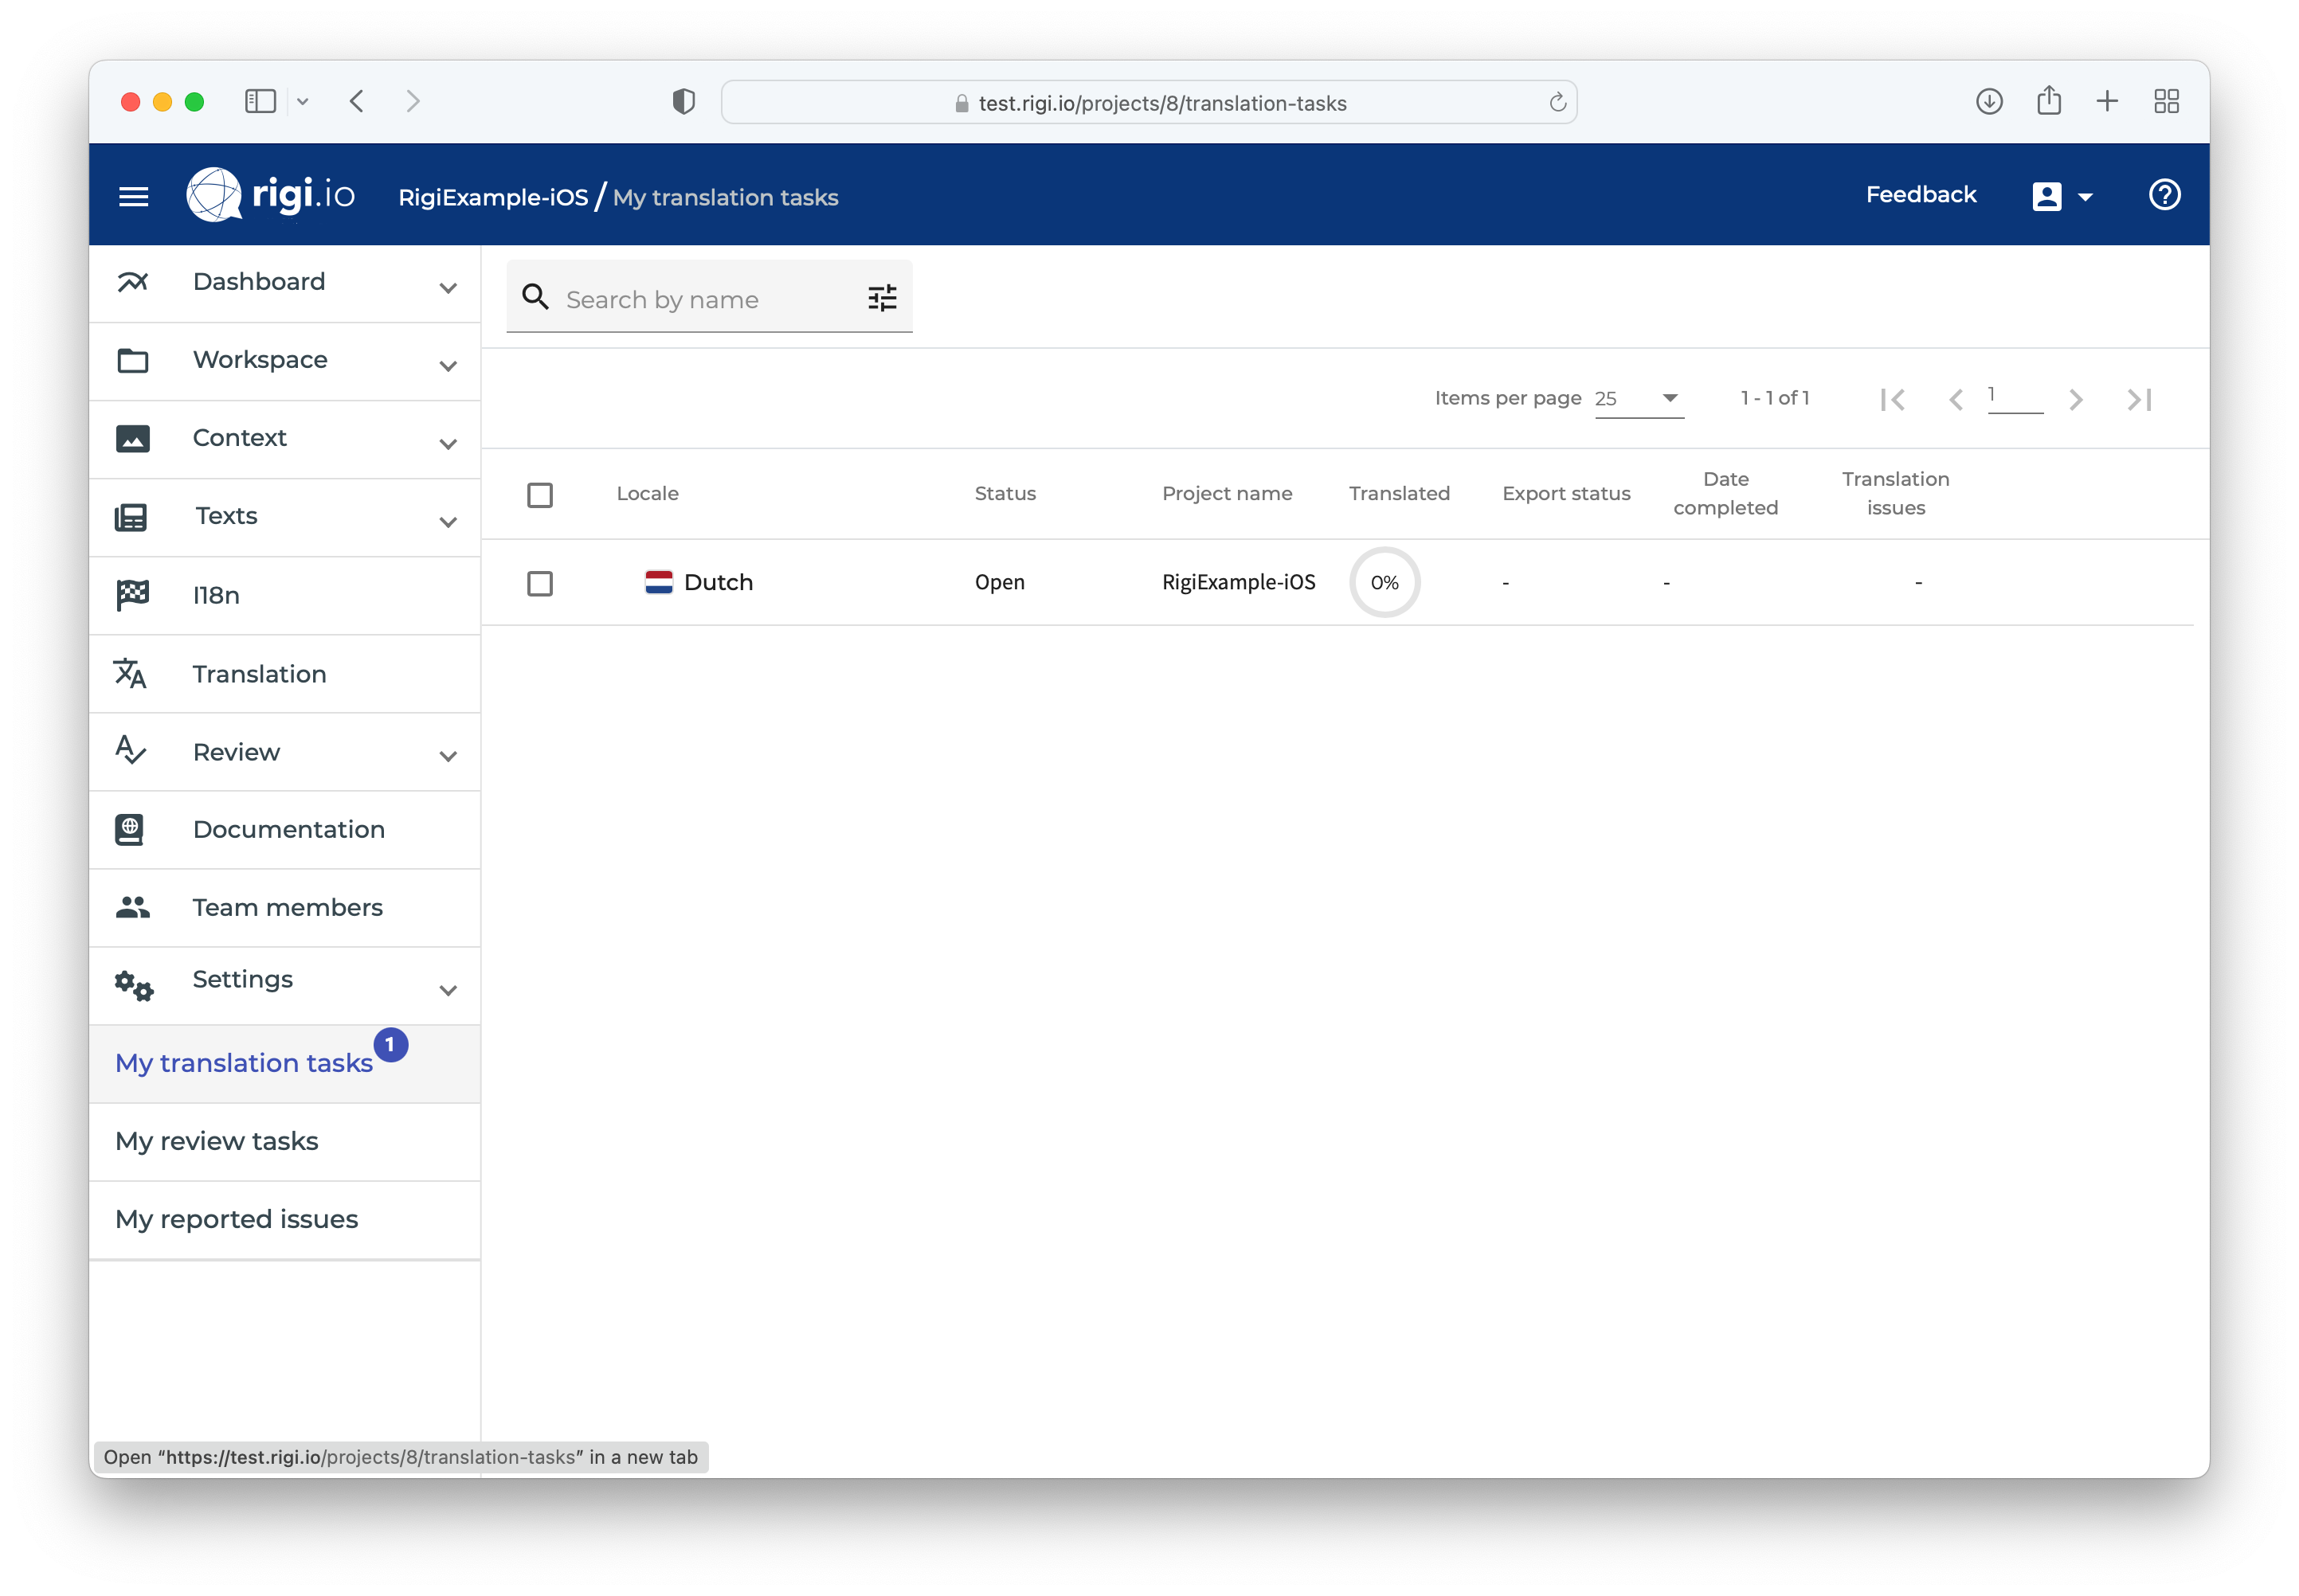 test.rigi.io/projects/8/translation-tasks
rigi.io
RigiExample-iOS / My translation tasks
Feedback
Dashboard
Workspace
Context
Texts
I18n
Translation
Review
Documentation
Team members
Settings
My translation tasks
1
My review tasks
My reported issues
Search by name
Items per page 25 1 - 1 of 1 1
Locale Status Project name Translated Export status Date completed Translation issues
Dutch Open RigiExample-iOS 0% - - -
Open “https://test.rigi.io/projects/8/translation-tasks” in a new tab